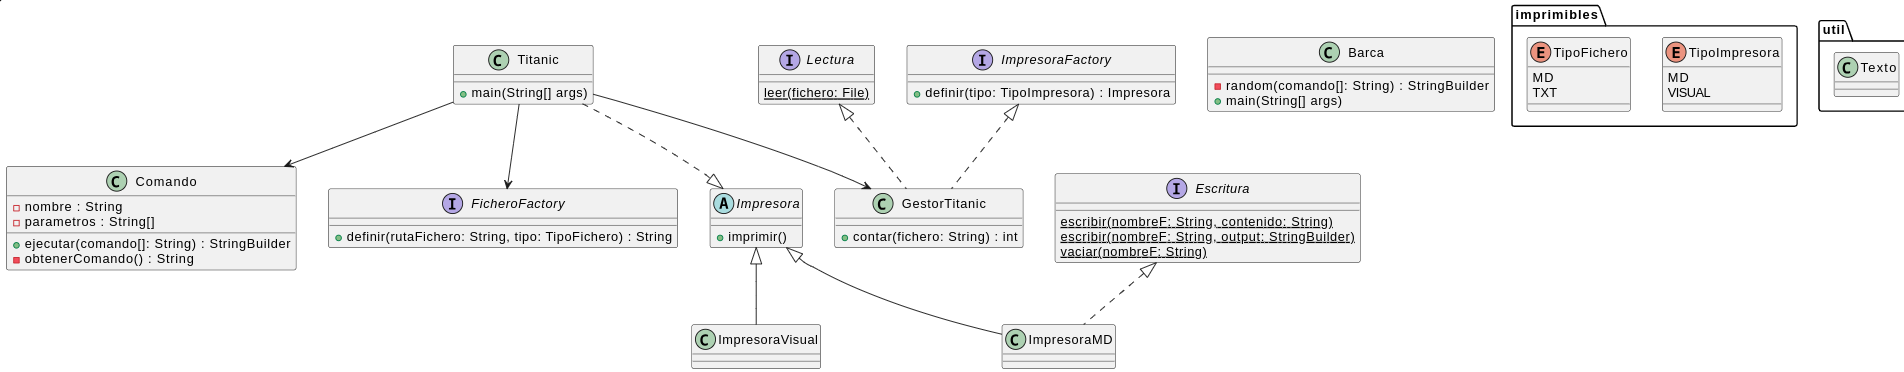 imprimibles
util
C Titanic
main(String[] args)
I Lectura
leer(fichero: File)
I ImpresoraFactory
definir(tipo: TipoImpresora) : Impresora
C Barca
random(comando[]: String) : StringBuilder
main(String[] args)
E TipoFichero
MD
TXT
E TipoImpresora
MD
VISUAL
C Texto
C Comando
nombre : String
parametros : String[]
ejecutar(comando[]: String) : StringBuilder
obtenerComando() : String
I FicheroFactory
definir(rutaFichero: String, tipo: TipoFichero) : String
A Impresora
imprimir()
C GestorTitanic
contar(fichero: String) : int
I Escritura
escribir(nombreF: String, contenido: String)
escribir(nombreF: String, output: StringBuilder)
vaciar(nombreF: String)
C ImpresoraVisual
C ImpresoraMD